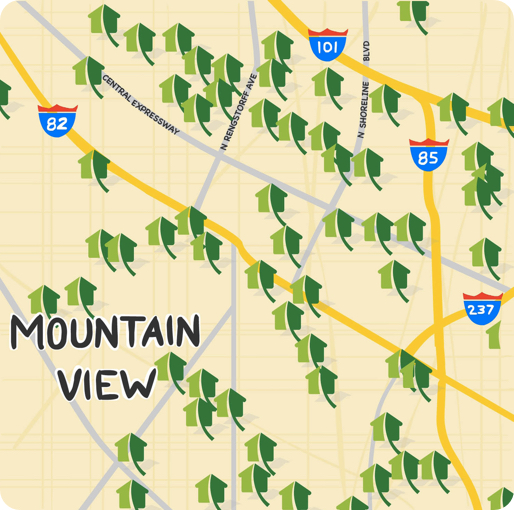 101
BLVD
CENTRAL EXPRESSWAY
N RENGSTORFF AVE
N SHORELINE
82
85
237
MOUNTAIN
VIEW